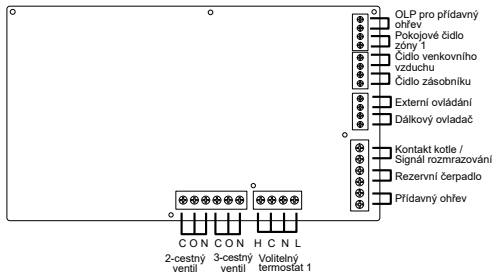 OLP pro přídavný
ohřev
Pokojové čidlo
zóny 1
Čidlo venkovního
vzduchu
Čidlo zásobníku
Externí ovládání
Dálkový ovladač
Kontakt kotle /
Signál rozmrazování
Rezervní čerpadlo
Přídavný ohřev
C O N C O N H C N L
2-cestný 3-cestný Volitelný
ventil ventil termostat 1